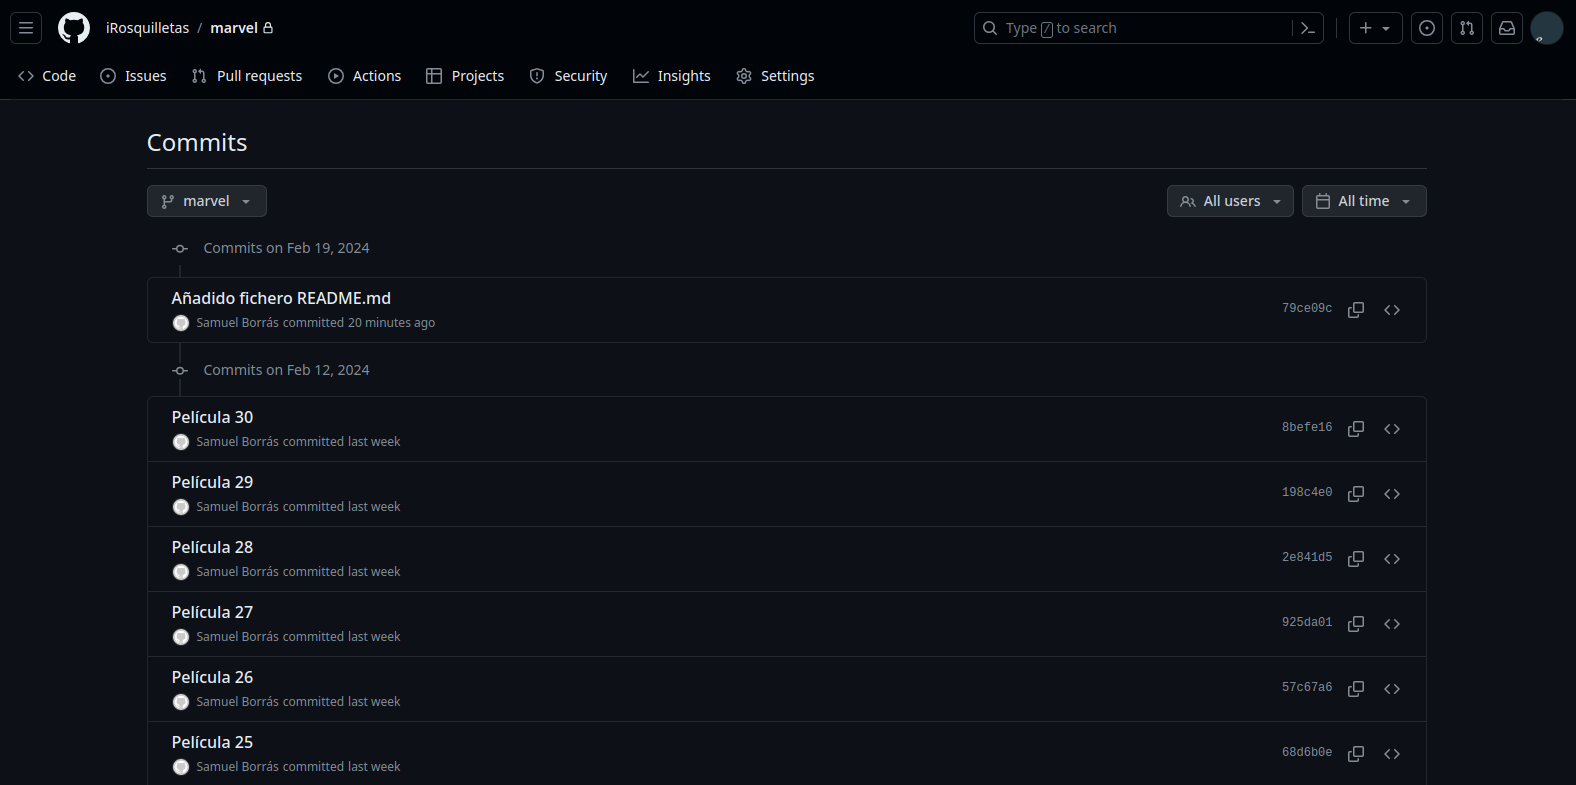 iRosquilletas / marvel
Type / to search
Code Issues Pull requests Actions Projects Security Insights Settings
Commits
marvel All users All time
Commits on Feb 19, 2024
Añadido fichero README.md
79ce09c
Samuel Borrás committed 20 minutes ago
Commits on Feb 12, 2024
Película 30
8befe16
Samuel Borrás committed last week
Película 29
198c4e0
Samuel Borrás committed last week
Película 28
2e841d5
Samuel Borrás committed last week
Película 27
925da01
Samuel Borrás committed last week
Película 26
57c67a6
Samuel Borrás committed last week
Película 25
68d6b0e
Samuel Borrás committed last week